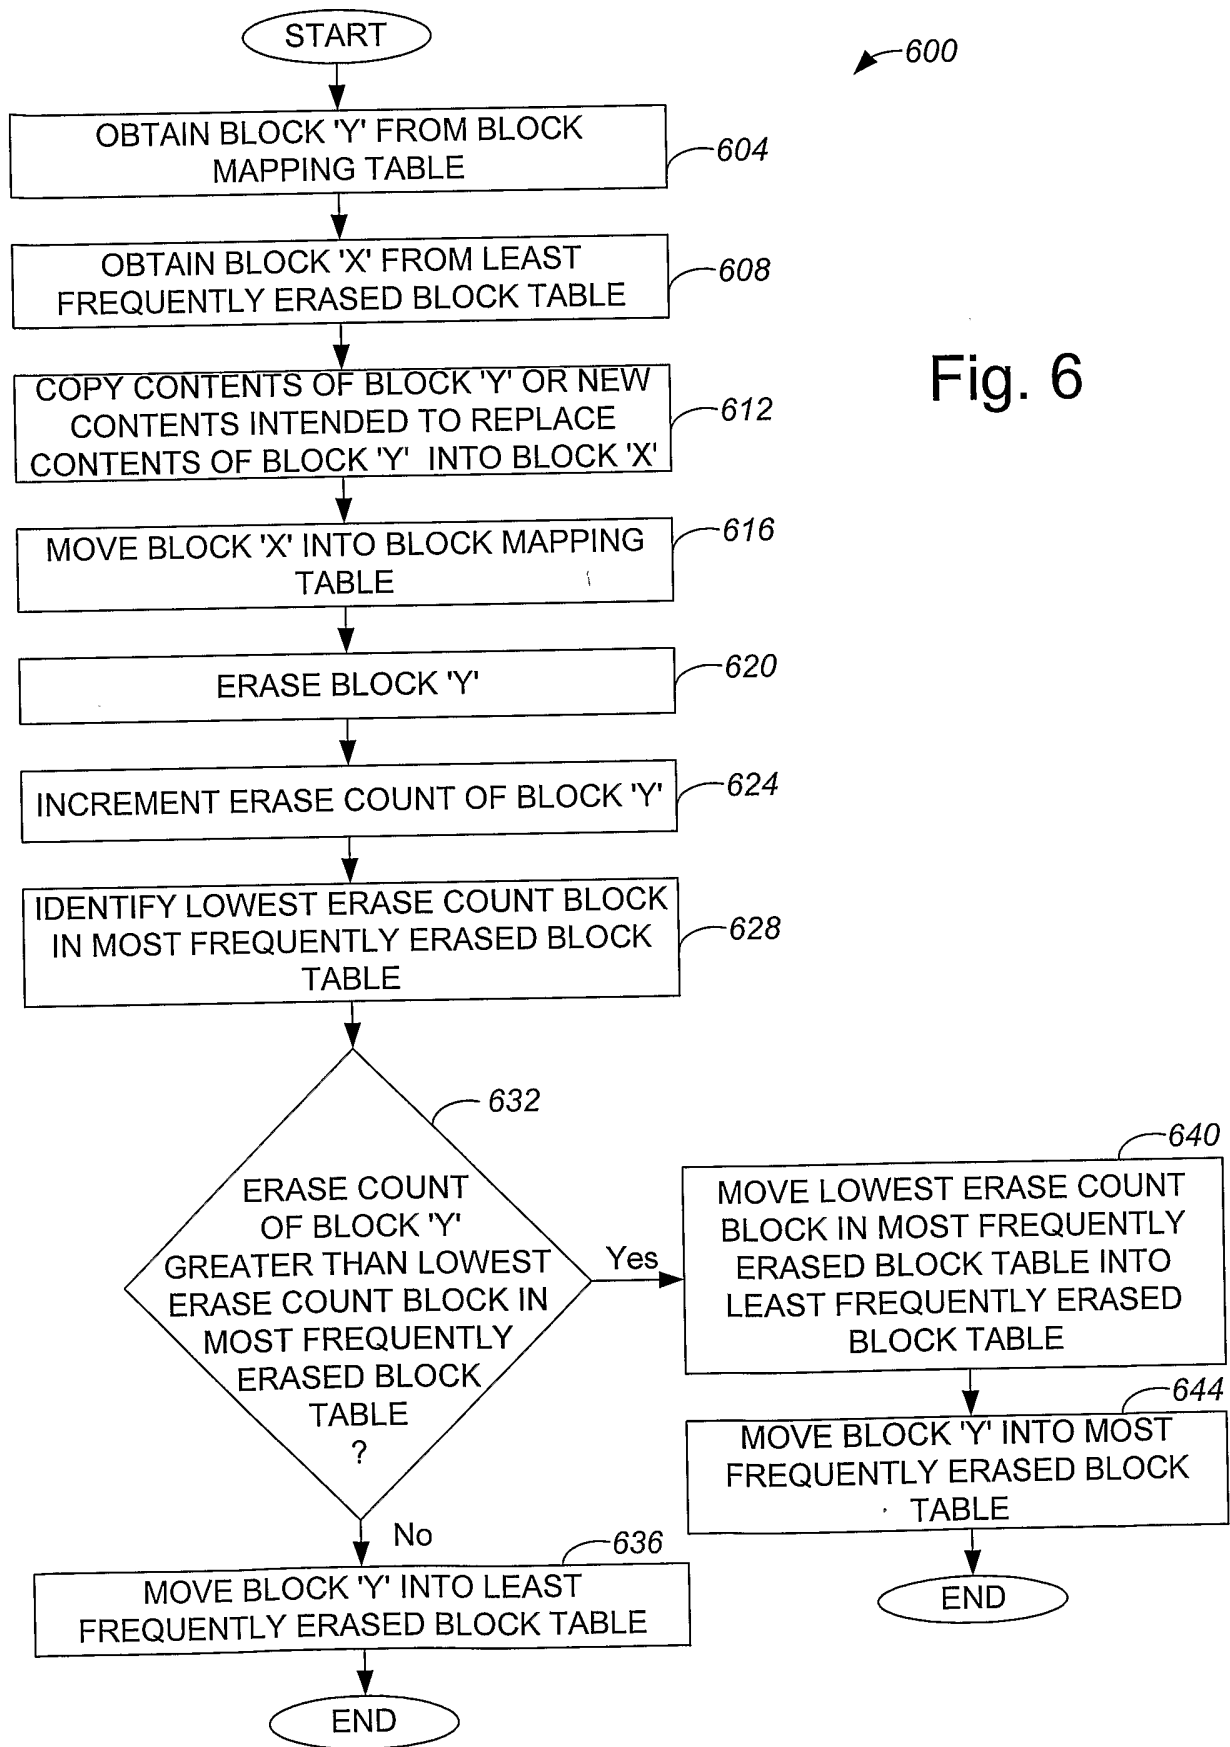 START
600
OBTAIN BLOCK 'Y' FROM BLOCK
MAPPING TABLE
604
OBTAIN BLOCK 'X' FROM LEAST
FREQUENTLY ERASED BLOCK TABLE
608
Fig. 6
COPY CONTENTS OF BLOCK 'Y' OR NEW
CONTENTS INTENDED TO REPLACE
CONTENTS OF BLOCK 'Y' INTO BLOCK 'X'
612
MOVE BLOCK 'X' INTO BLOCK MAPPING
TABLE
616
ERASE BLOCK 'Y'
620
INCREMENT ERASE COUNT OF BLOCK 'Y'
624
IDENTIFY LOWEST ERASE COUNT BLOCK
IN MOST FREQUENTLY ERASED BLOCK
TABLE
628
632
ERASE COUNT
OF BLOCK 'Y'
GREATER THAN LOWEST
ERASE COUNT BLOCK IN
MOST FREQUENTLY
ERASED BLOCK
TABLE
?
Yes
640
MOVE LOWEST ERASE COUNT
BLOCK IN MOST FREQUENTLY
ERASED BLOCK TABLE INTO
LEAST FREQUENTLY ERASED
BLOCK TABLE
644
MOVE BLOCK 'Y' INTO MOST
FREQUENTLY ERASED BLOCK
TABLE
END
No
636
MOVE BLOCK 'Y' INTO LEAST
FREQUENTLY ERASED BLOCK TABLE
END